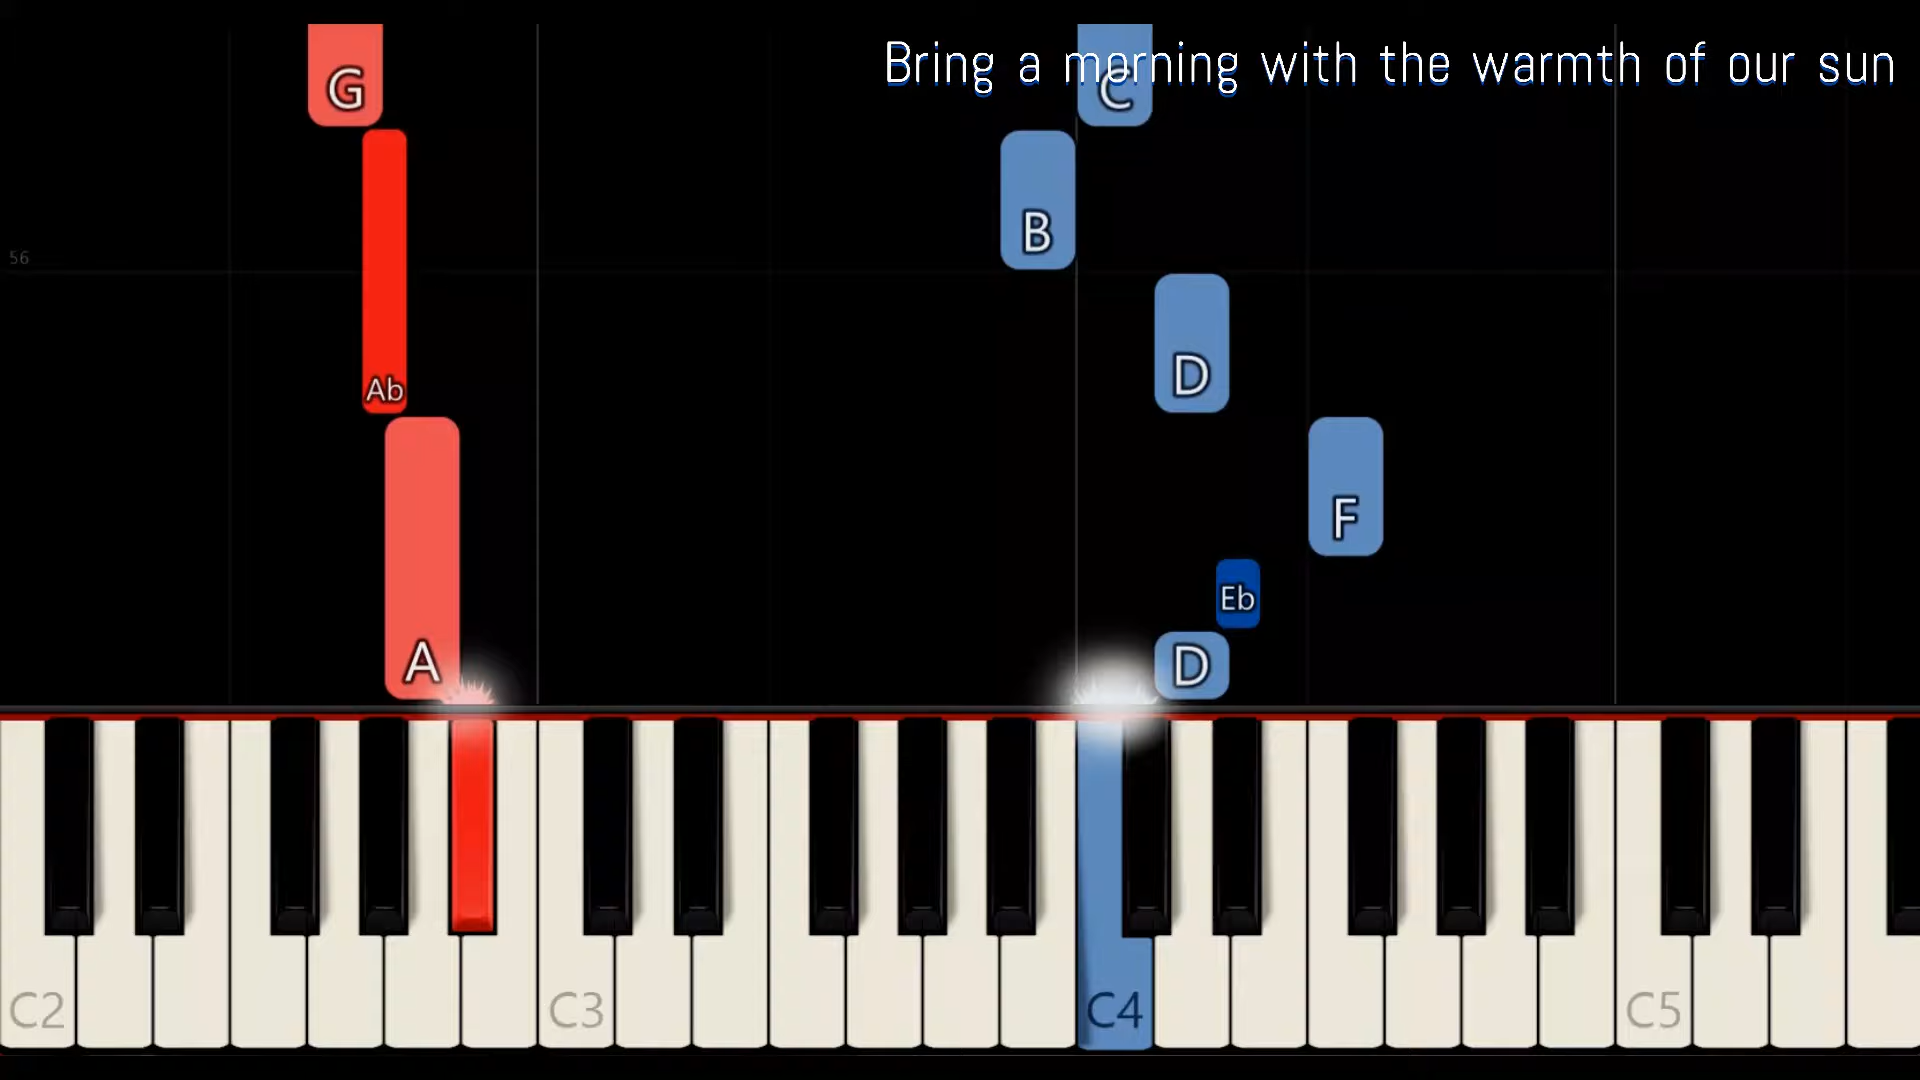 Bring a morning with the warmth of our sun
G
C
B
56
Ab
D
F
Eb
A
D
C2
C3
C4
C5